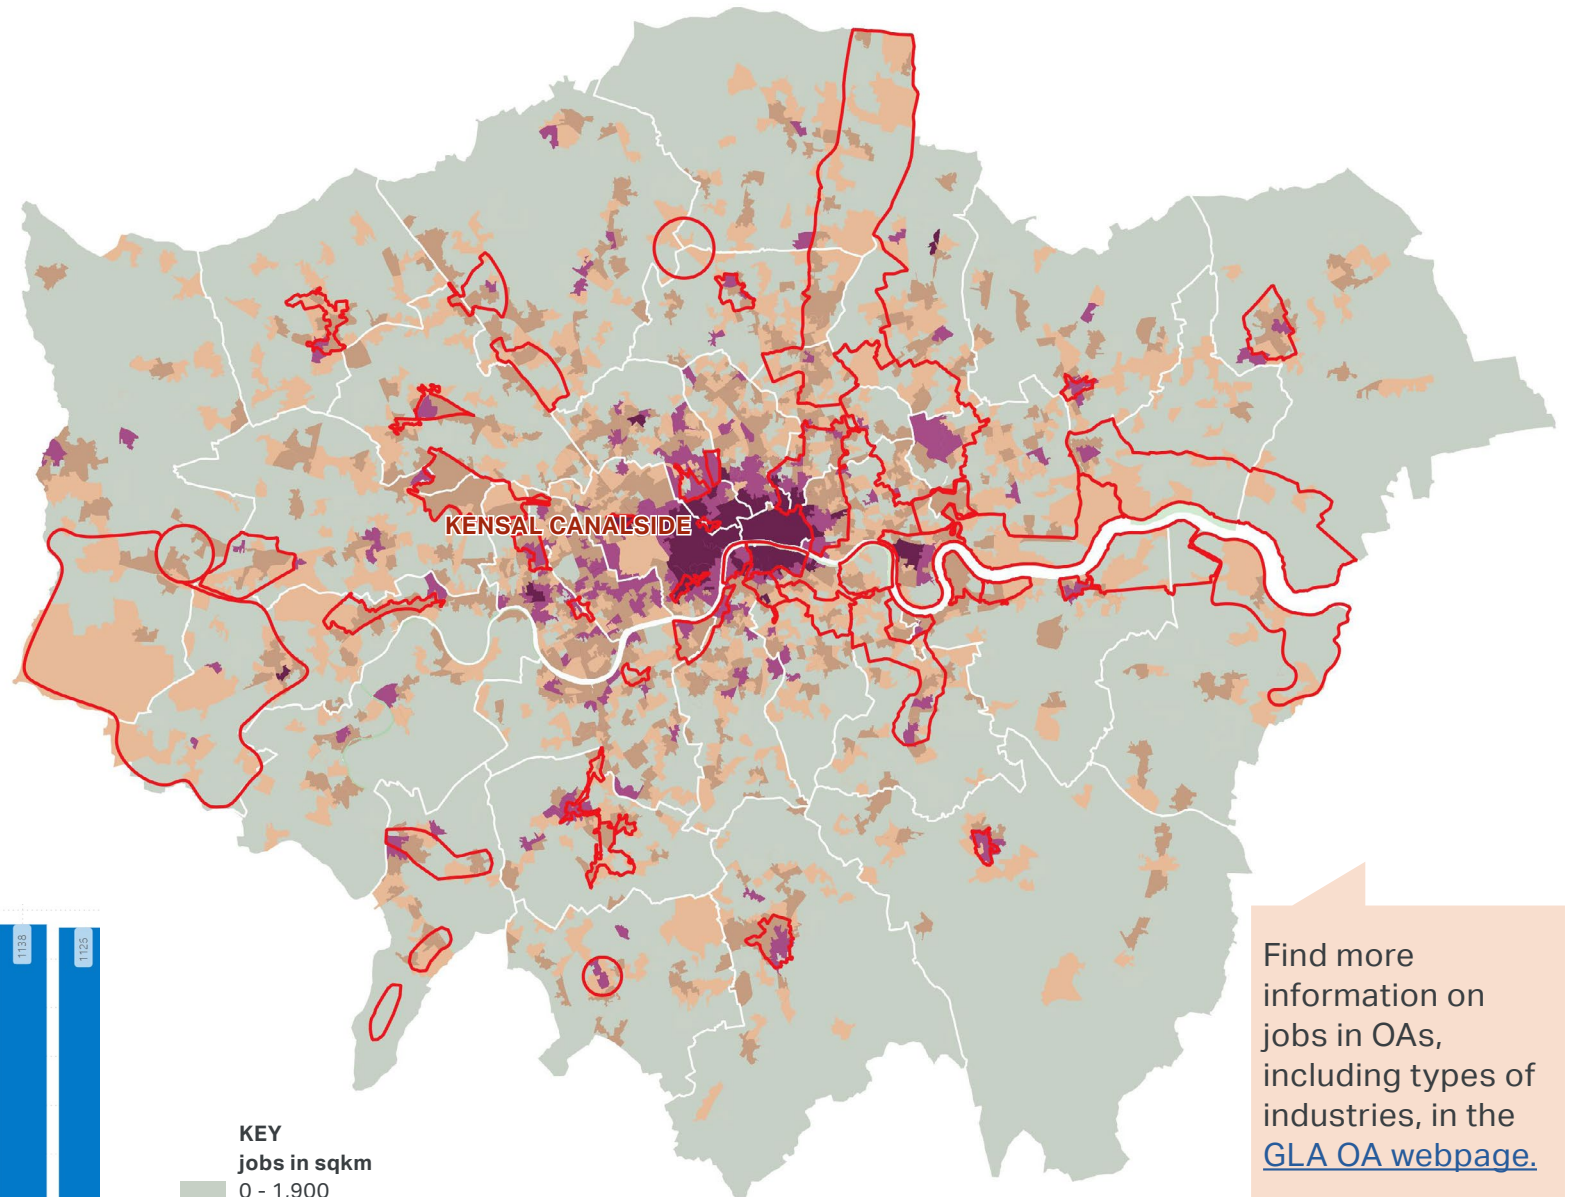 KENSAL CANALSIDE
1138
1126
KEY
jobs in sqkm
0 - 1,900
Find more
information on
jobs in OAs,
including types of
industries, in the
GLA OA webpage.